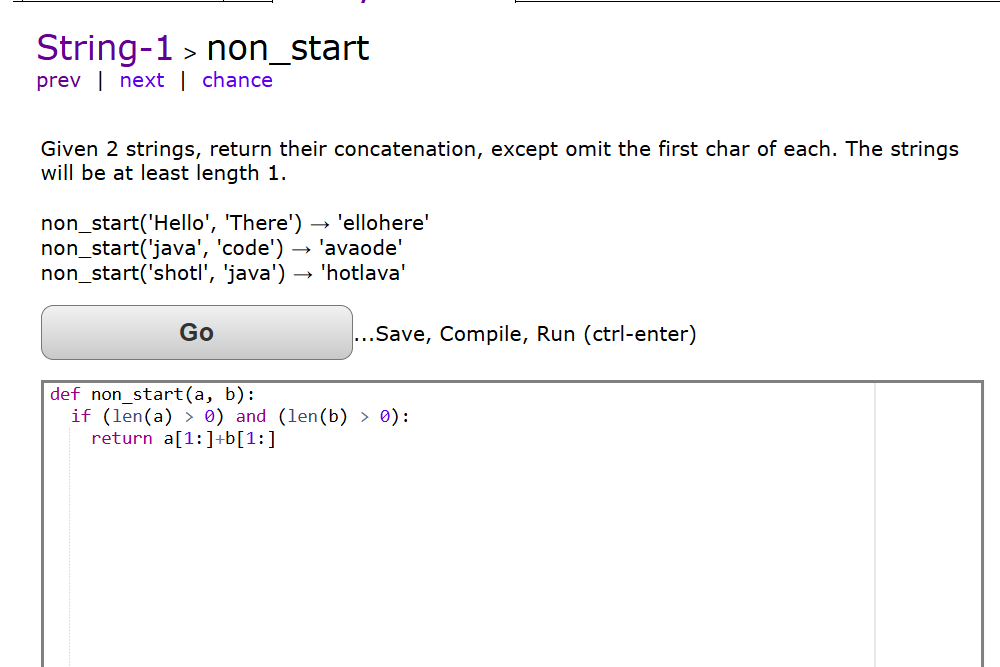 String-1 > non_start
prev | next | chance
Given 2 strings, return their concatenation, except omit the first char of each. The strings
will be at least length 1.
non_start('Hello', 'There') → 'ellohere'
non_start('java', 'code') → 'avaode'
non_start('shotl', 'java') → 'hotlava'
Go ...Save, Compile, Run (ctrl-enter)
def non_start(a, b):
  if (len(a) > 0) and (len(b) > 0):
    return a[1:]+b[1:]